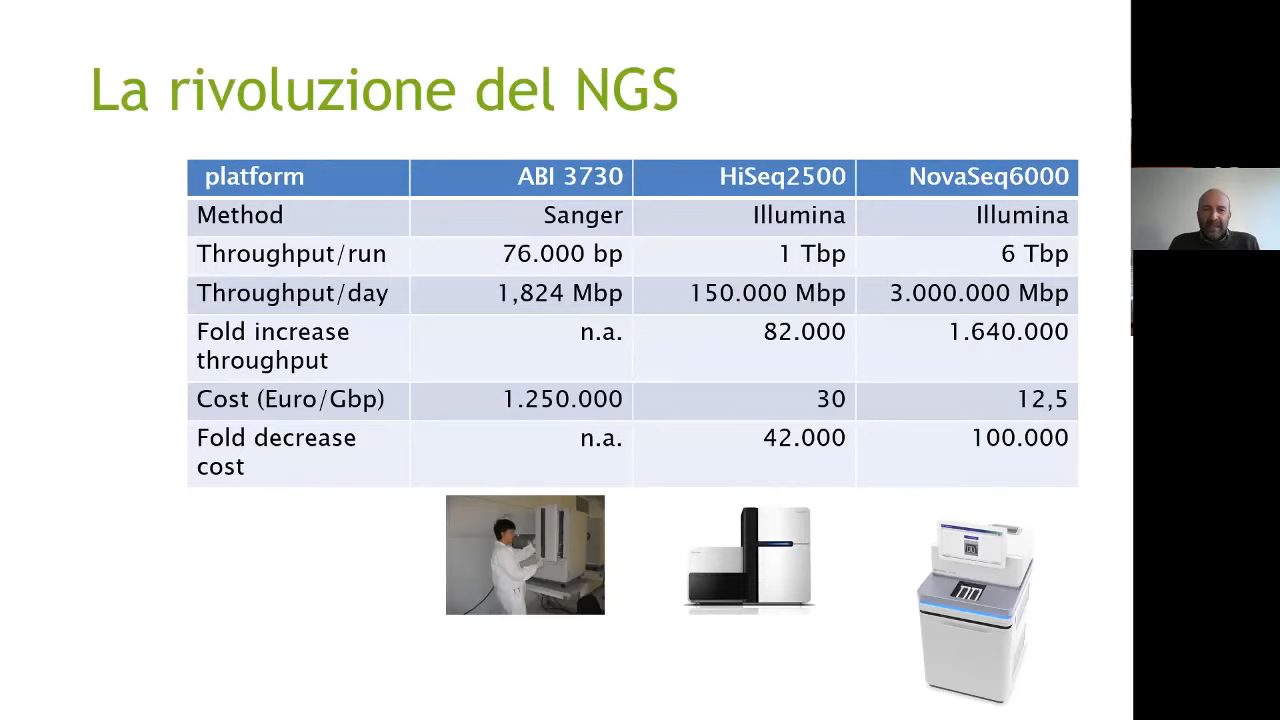 La rivoluzione del NGS
platform ABI 3730 HiSeq2500 NovaSeq6000
Method Sanger Illumina Illumina
Throughput/run 76.000 bp 1 Tbp 6 Tbp
Throughput/day 1,824 Mbp 150.000 Mbp 3.000.000 Mbp
Fold increase throughput n.a. 82.000 1.640.000
Cost (Euro/Gbp) 1.250.000 30 12,5
Fold decrease cost n.a. 42.000 100.000